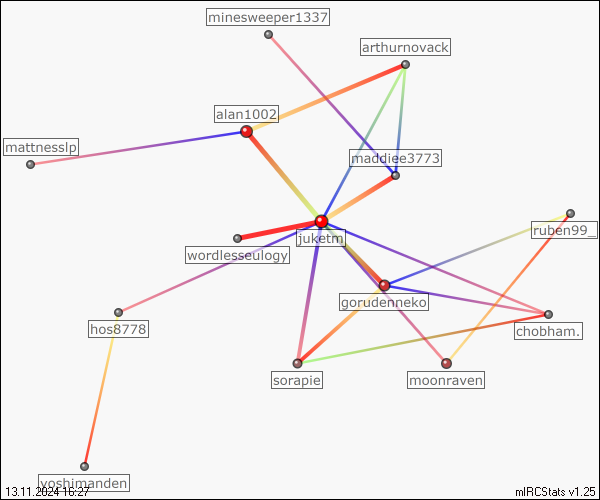 minesweeper1337
arthurnovack
alan1002
mattnesslp
maddiee3773
ruben99_
juketm
wordlesseulogy
gorudenneko
hos8778
chobham.
sorapie
moonraven
yoshimanden
13.11.2024 16:27
mIRCStats v1.25